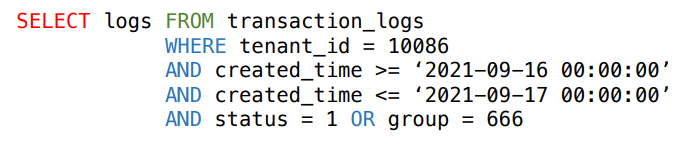 SELECT logs FROM transaction_logs
WHERE tenant_id = 10086
AND created_time >= ‘2021-09-16 00:00:00’
AND created_time <= ‘2021-09-17 00:00:00’
AND status = 1 OR group = 666